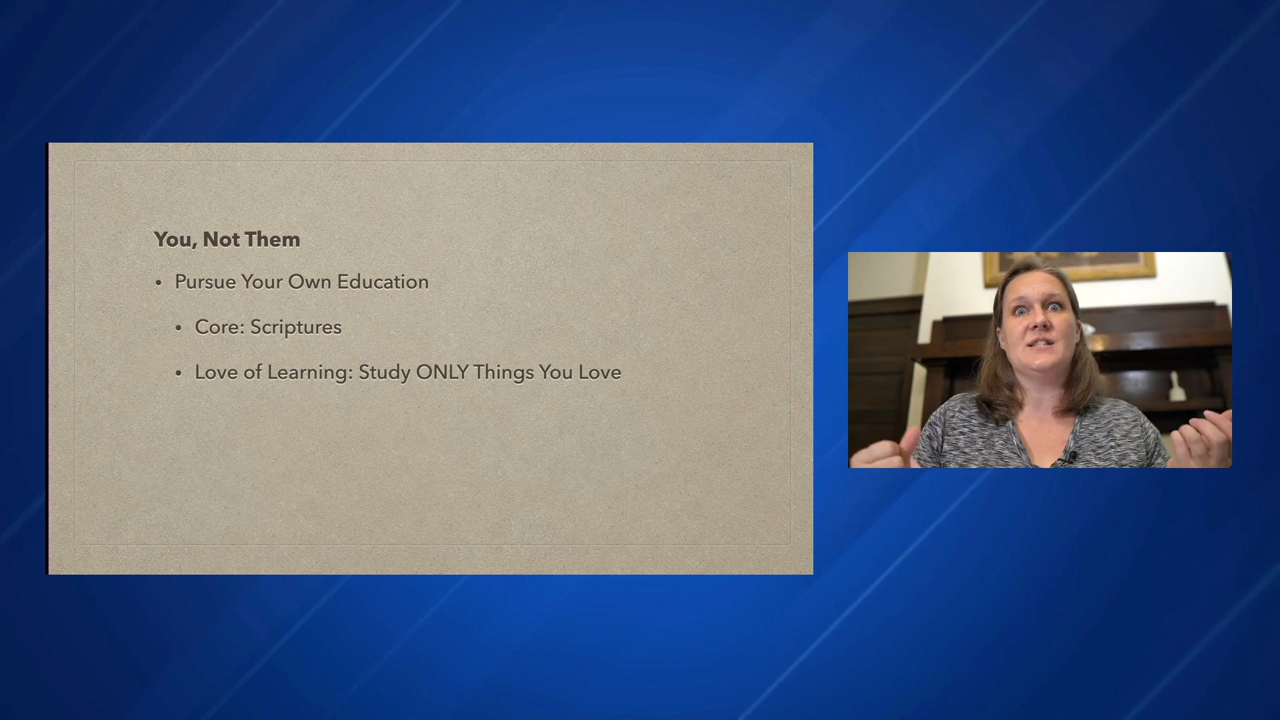 You, Not Them
• Pursue Your Own Education
• Core: Scriptures
• Love of Learning: Study ONLY Things You Love